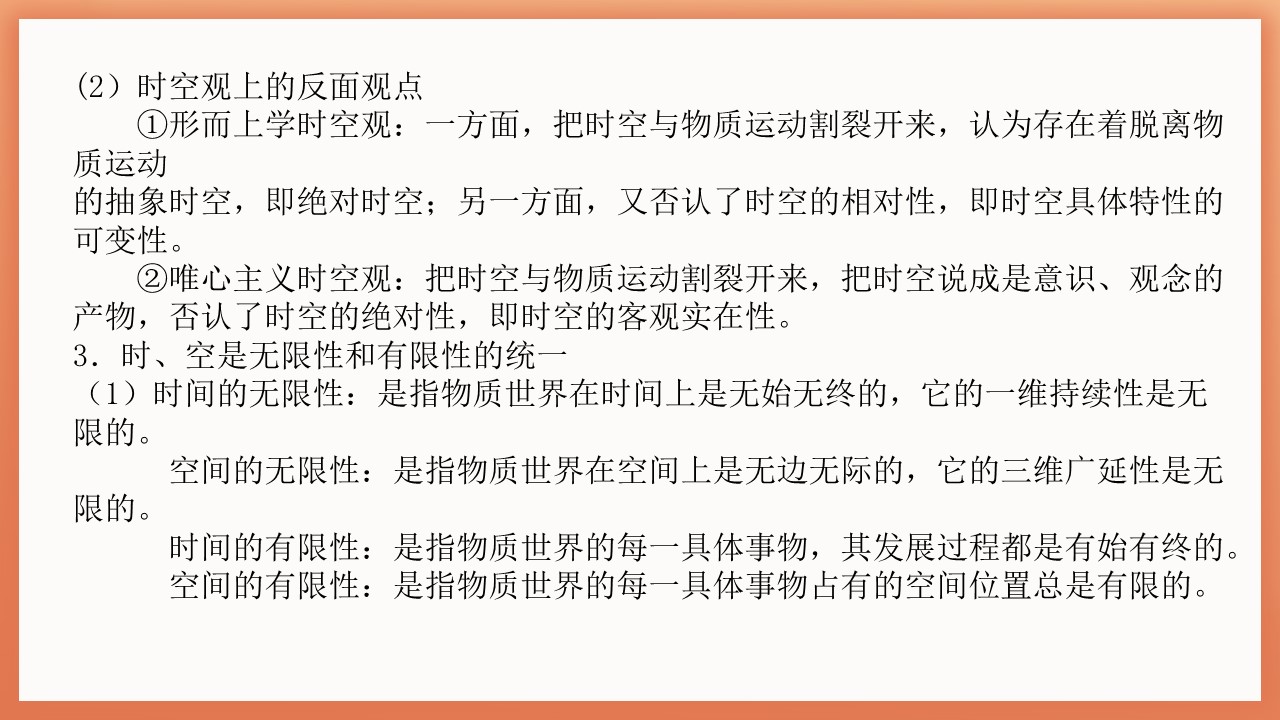 (2）时空观上的反面观点
①形而上学时空观：一方面，把时空与物质运动割裂开来，认为存在着脱离物
质运动
的抽象时空，即绝对时空；另一方面，又否认了时空的相对性，即时空具体特性的
可变性。
②唯心主义时空观：把时空与物质运动割裂开来，把时空说成是意识、观念的
产物，否认了时空的绝对性，即时空的客观实在性。
3．时、空是无限性和有限性的统一
（1）时间的无限性：是指物质世界在时间上是无始无终的，它的一维持续性是无
限的。
空间的无限性：是指物质世界在空间上是无边无际的，它的三维广延性是无
限的。
时间的有限性：是指物质世界的每一具体事物，其发展过程都是有始有终的。
空间的有限性：是指物质世界的每一具体事物占有的空间位置总是有限的。